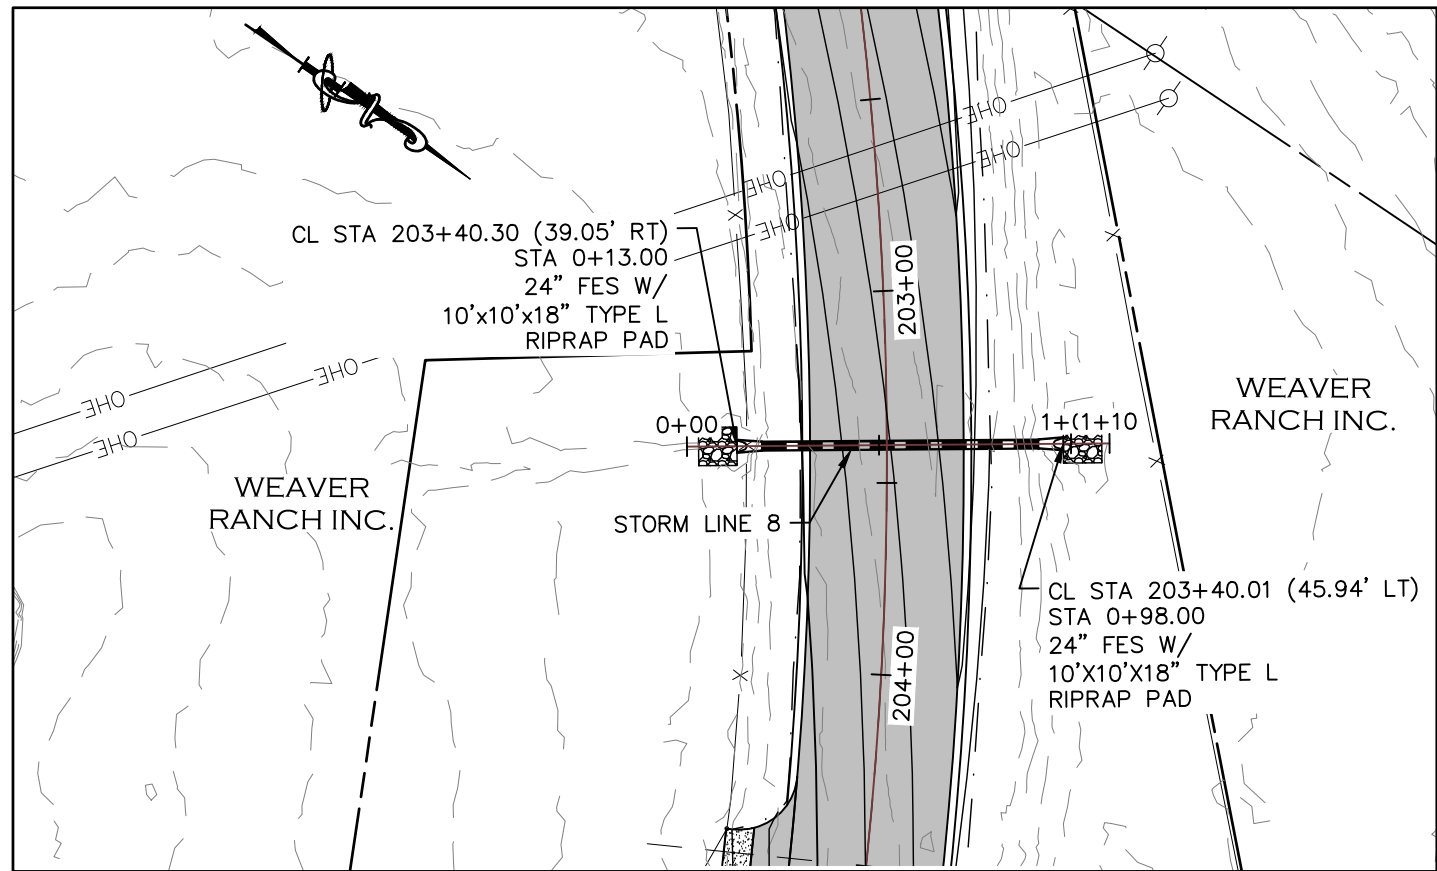 OHE
OHE
OHE
OHE
CL STA 203+40.30 (39.05' RT)
STA 0+13.00
24" FES W/
10'x10'x18" TYPE L
RIPRAP PAD
203+00
OHE
OHE
OHE
WEAVER
RANCH INC.
0+00
1+(1+10
WEAVER
RANCH INC.
STORM LINE 8
CL STA 203+40.01 (45.94' LT)
STA 0+98.00
24" FES W/
10'X10'X18" TYPE L
RIPRAP PAD
204+00